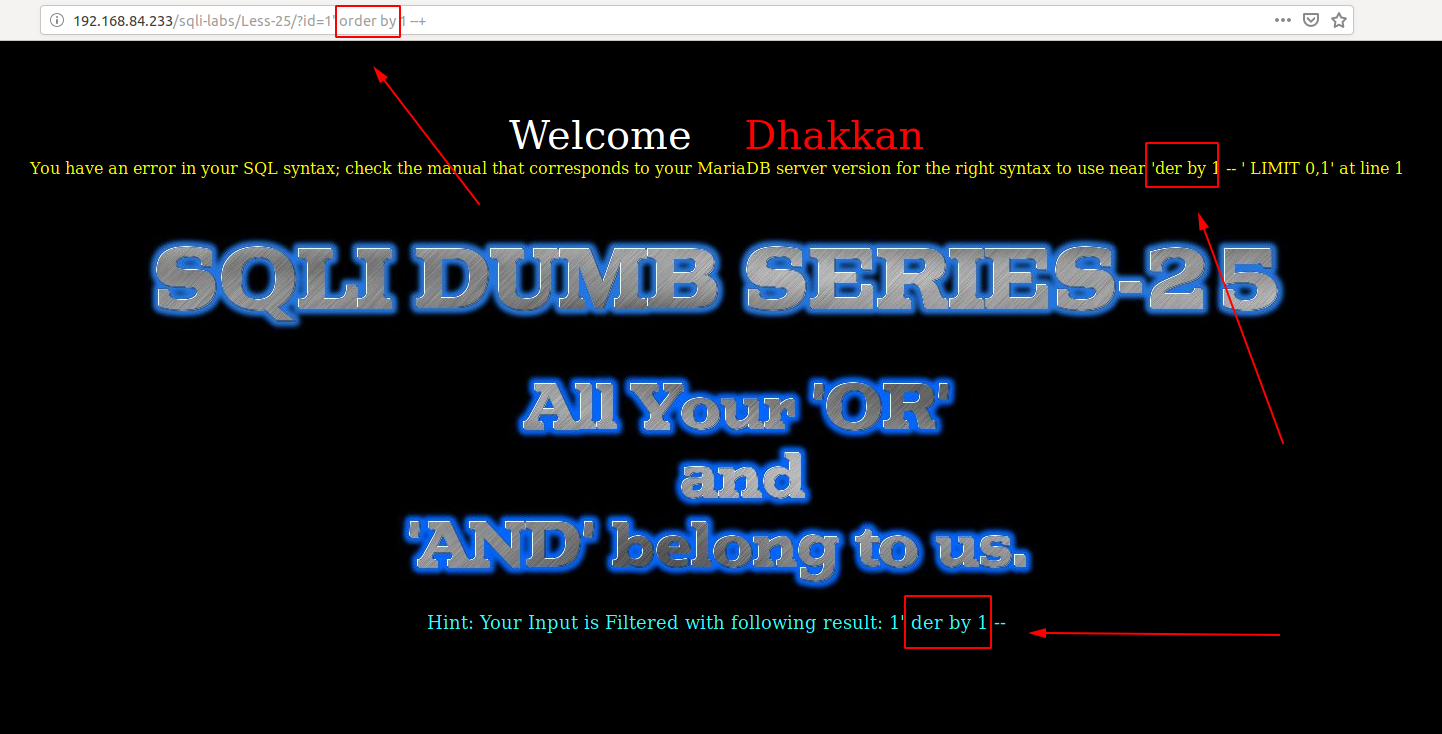 192.168.84.233/sqli-labs/Less-25/?id=1' order by 1 --+
Welcome Dhakkan
You have an error in your SQL syntax; check the manual that corresponds to your MariaDB server version for the right syntax to use near 'der by 1 -- ' LIMIT 0,1' at line 1
SQLI DUMB SERIES-25
All Your 'OR'
and
'AND' belong to us.
Hint: Your Input is Filtered with following result: 1' der by 1 --